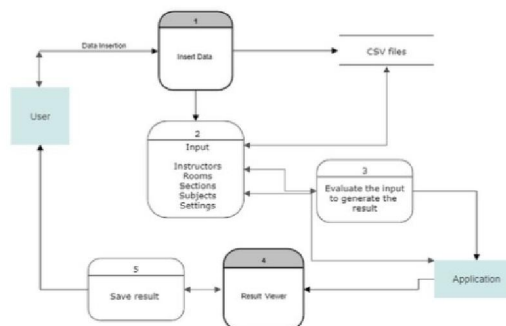 1
Data Insertion
Insert Data
CSV files
User
2
Input
Instructors
Rooms
Sections
Subjects
Settings
3
Evaluate the input
to generate the
result
4
Result Viewer
5
Save result
Application